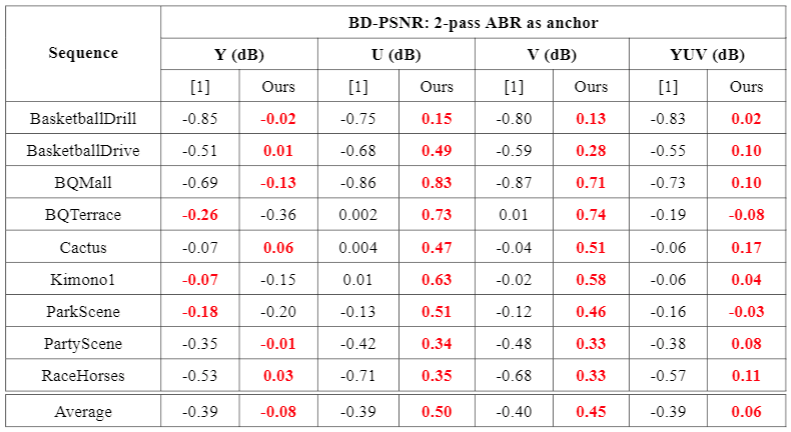 BD-PSNR: 2-pass ABR as anchor
Sequence Y (dB) U (dB) V (dB) YUV (dB)
[1] Ours [1] Ours [1] Ours [1] Ours
BasketballDrill -0.85 -0.02 -0.75 0.15 -0.80 0.13 -0.83 0.02
BasketballDrive -0.51 0.01 -0.68 0.49 -0.59 0.28 -0.55 0.10
BQMall -0.69 -0.13 -0.86 0.83 -0.87 0.71 -0.73 0.10
BQTerrace -0.26 -0.36 0.002 0.73 0.01 0.74 -0.19 -0.08
Cactus -0.07 0.06 0.004 0.47 -0.04 0.51 -0.06 0.17
Kimono1 -0.07 -0.15 0.01 0.63 -0.02 0.58 -0.06 0.04
ParkScene -0.18 -0.20 -0.13 0.51 -0.12 0.46 -0.16 -0.03
PartyScene -0.35 -0.01 -0.42 0.34 -0.48 0.33 -0.38 0.08
RaceHorses -0.53 0.03 -0.71 0.35 -0.68 0.33 -0.57 0.11
Average -0.39 -0.08 -0.39 0.50 -0.40 0.45 -0.39 0.06